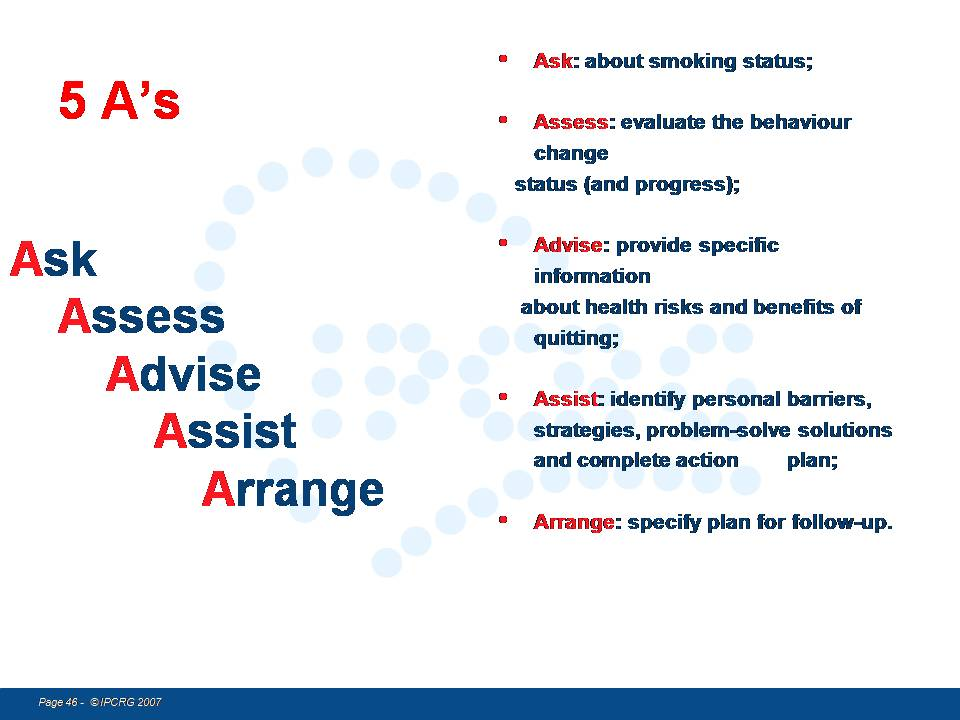 5 A's
Ask
Assess
Advise
Assist
Arrange
• Ask: about smoking status;
• Assess: evaluate the behaviour
change
status (and progress);
• Advise: provide specific
information
about health risks and benefits of
quitting;
• Assist: identify personal barriers,
strategies, problem-solve solutions
and complete action plan;
• Arrange: specify plan for follow-up.
Page 46 - © IPCRG 2007